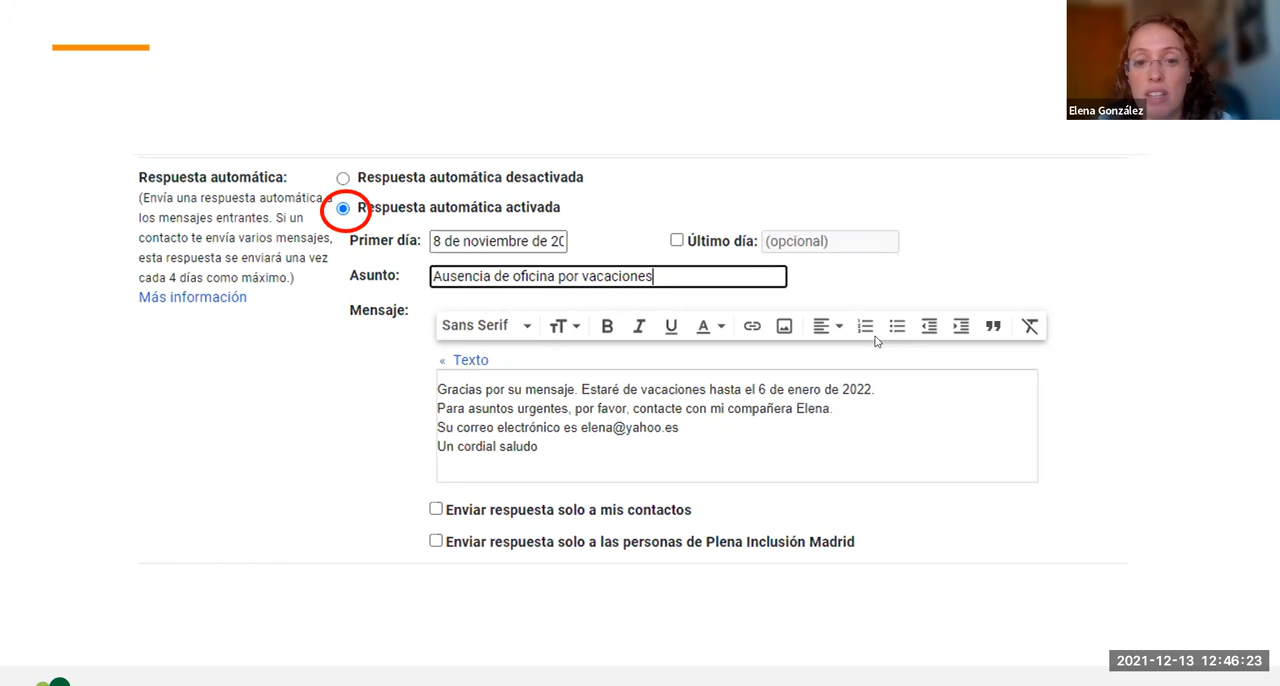 Elena González
Respuesta automática:
(Envía una respuesta automática a
los mensajes entrantes. Si un
contacto te envía varios mensajes,
esta respuesta se enviará una vez
cada 4 días como máximo.)
Más información
Respuesta automática desactivada
Respuesta automática activada
Primer día: 8 de noviembre de 20 Último día: (opcional)
Asunto: Ausencia de oficina por vacaciones
Mensaje:
Sans Serif
« Texto
Gracias por su mensaje. Estaré de vacaciones hasta el 6 de enero de 2022.
Para asuntos urgentes, por favor, contacte con mi compañera Elena.
Su correo electrónico es elena@yahoo.es
Un cordial saludo
Enviar respuesta solo a mis contactos
Enviar respuesta solo a las personas de Plena Inclusión Madrid
2021-12-13 12:46:23